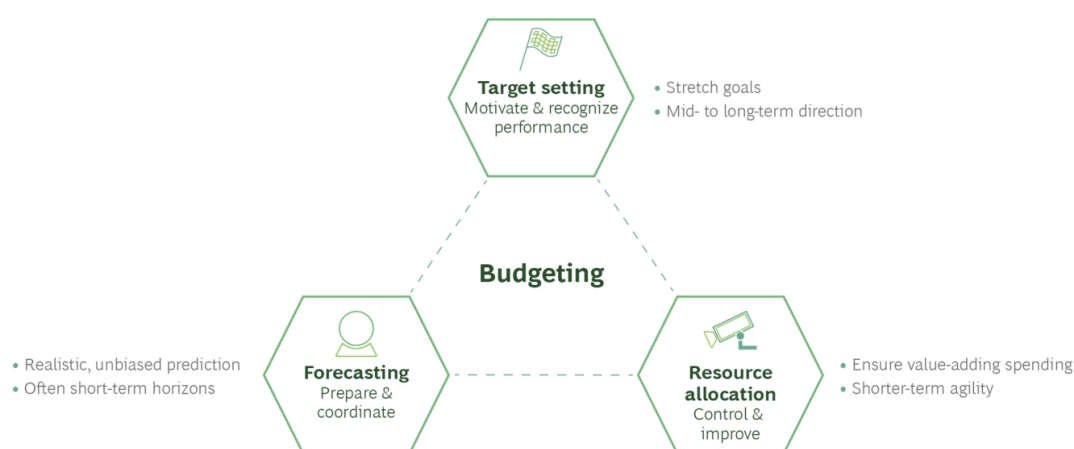 Target setting
Motivate & recognize
performance
• Stretch goals
• Mid- to long-term direction
Budgeting
• Realistic, unbiased prediction
• Often short-term horizons
Forecasting
Prepare &
coordinate
Resource
allocation
Control &
improve
• Ensure value-adding spending
• Shorter-term agility